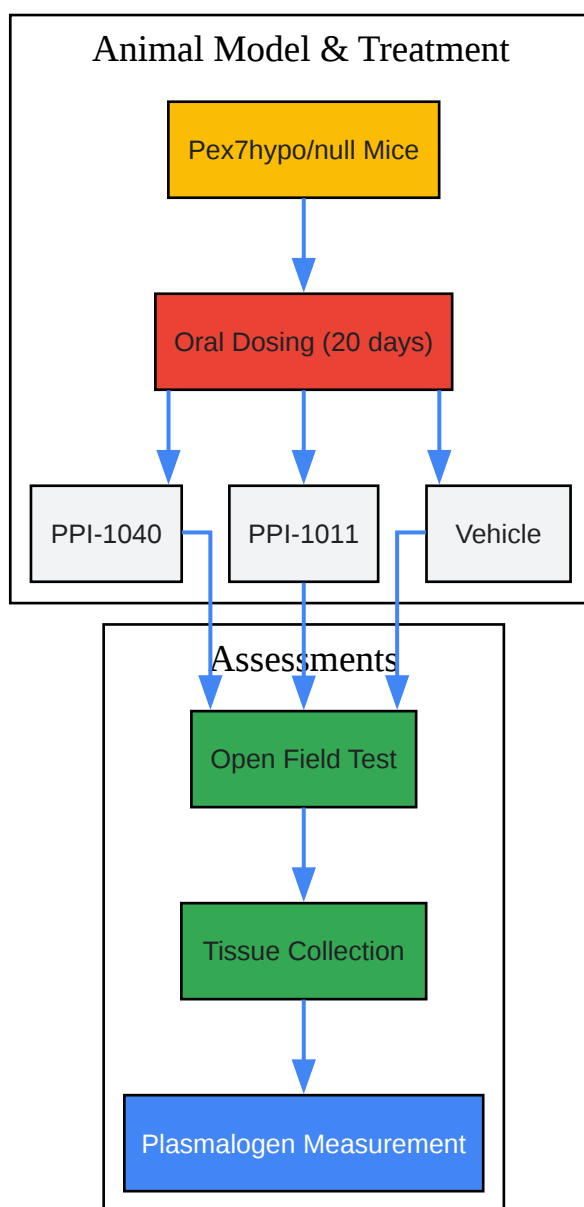 Animal Model & Treatment
Pex7hypo/null Mice
Oral Dosing (20 days)
PPI-1040
PPI-1011
Vehicle
Assessments
Open Field Test
Tissue Collection
Plasmalogen Measurement